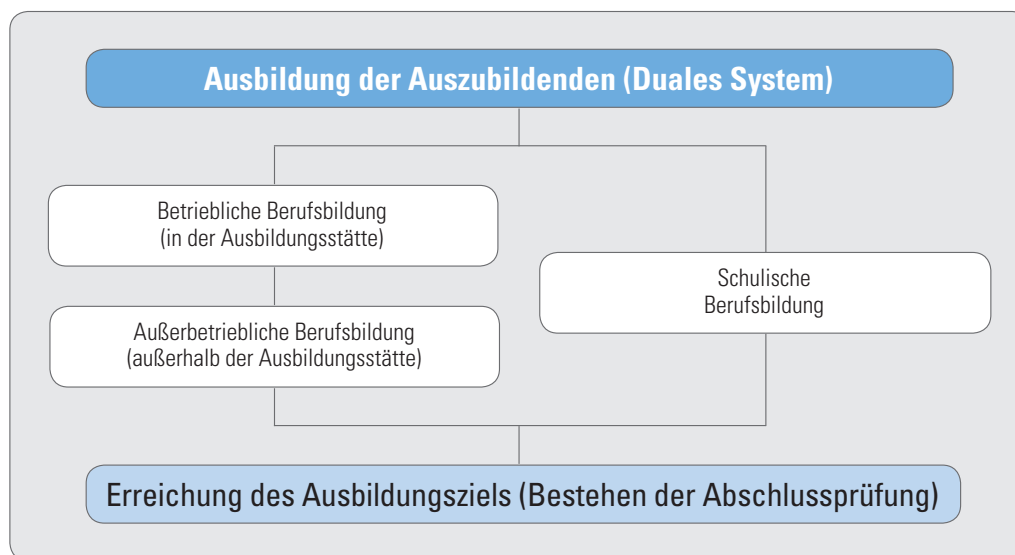 Ausbildung der Auszubildenden (Duales System)
Betriebliche Berufsbildung
(in der Ausbildungsstätte)
Außerbetriebliche Berufsbildung
(außerhalb der Ausbildungsstätte)
Schulische
Berufsbildung
Erreichung des Ausbildungsziels (Bestehen der Abschlussprüfung)